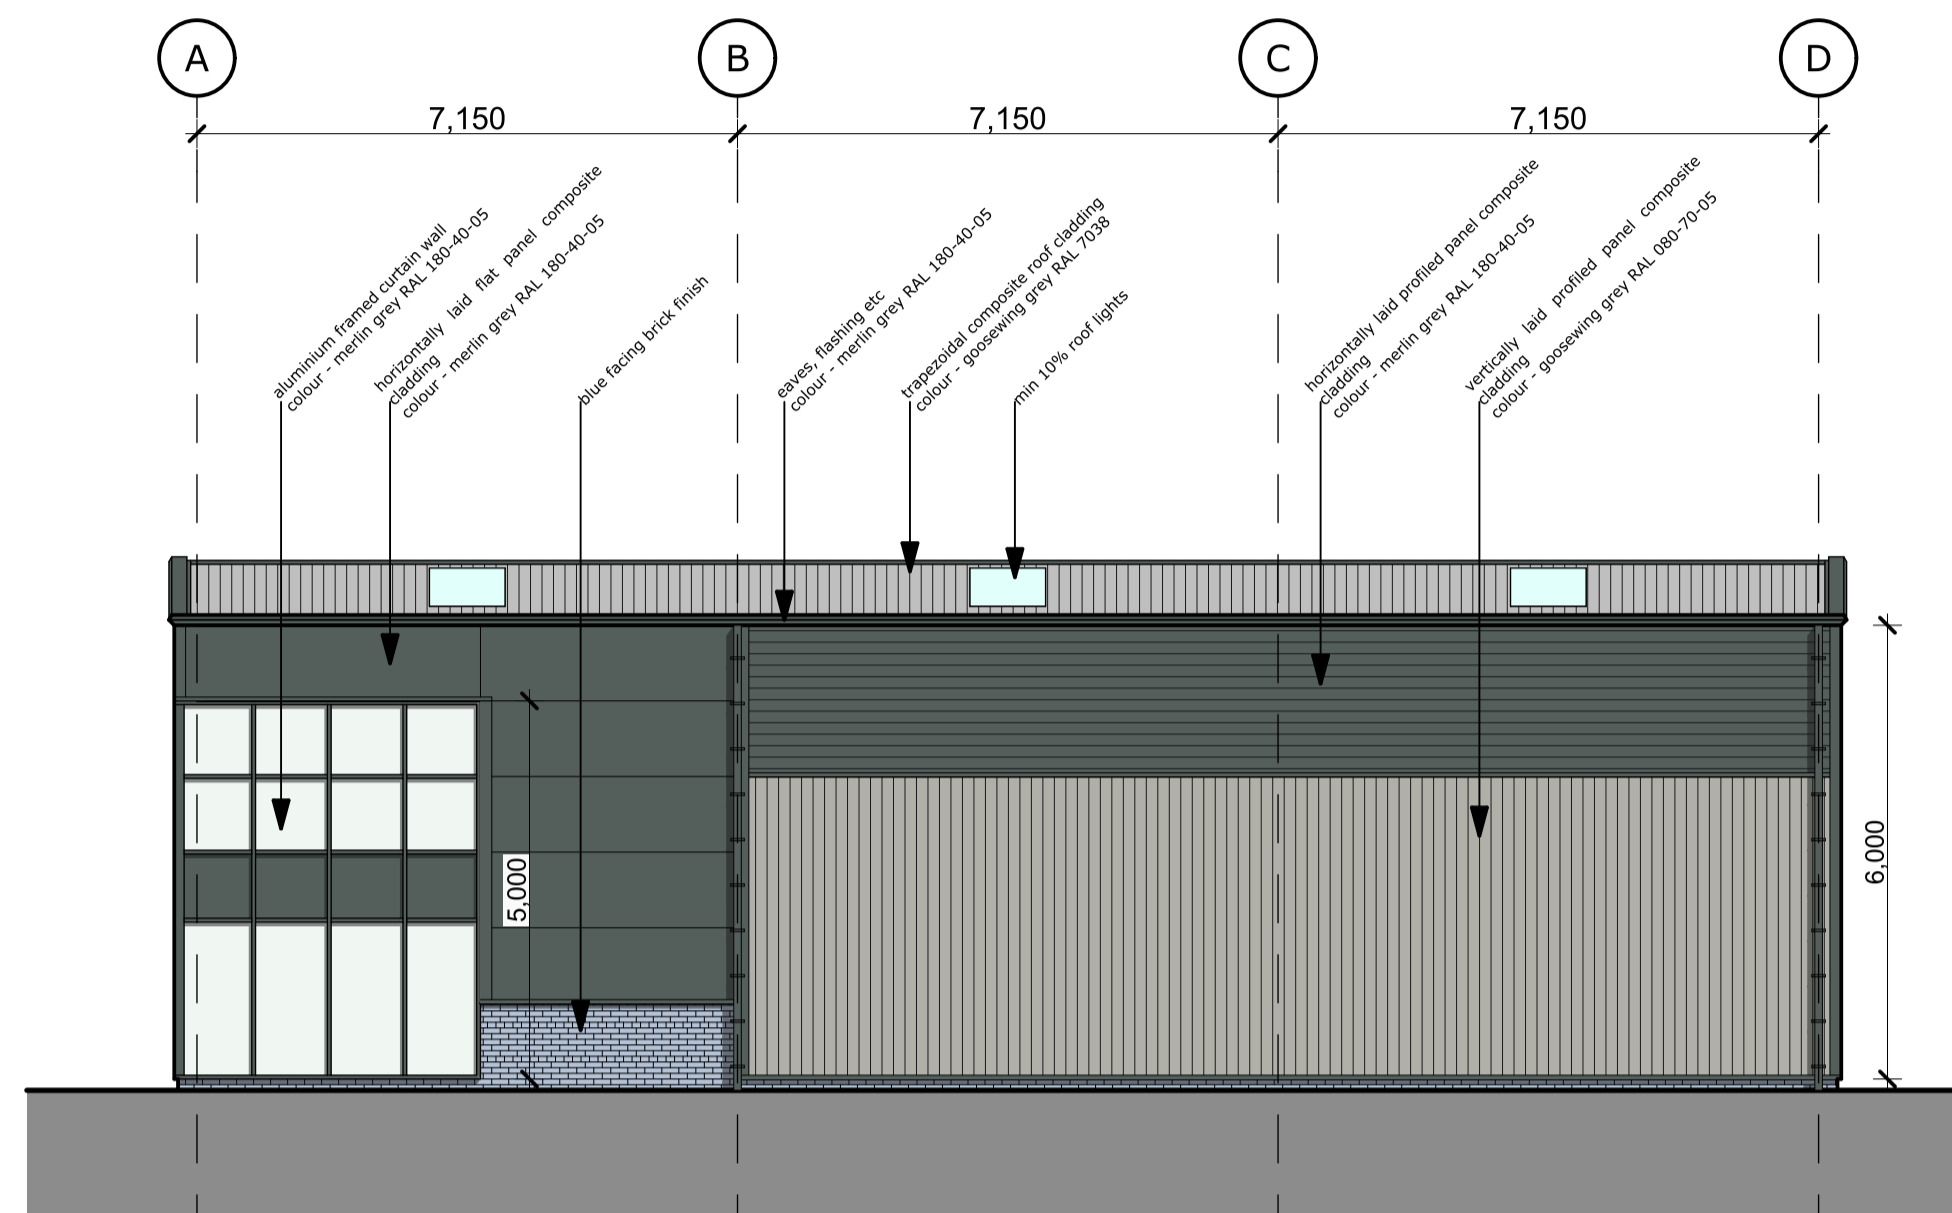 A
B
C
D
7,150
7,150
7,150
aluminium framed curtain wall
colour - merlin grey RAL 180-40-05
horizontally laid flat panel composite
cladding
colour - merlin grey RAL 180-40-05
blue facing brick finish
eaves, flashing etc
colour - merlin grey RAL 180-40-05
trapezoidal composite roof cladding
colour - goosewing grey RAL 7038
min 10% roof lights
horizontally laid profiled panel composite
cladding
colour - merlin grey RAL 180-40-05
vertically laid profiled panel composite
cladding
colour - goosewing grey RAL 080-70-05
5,000
6,000